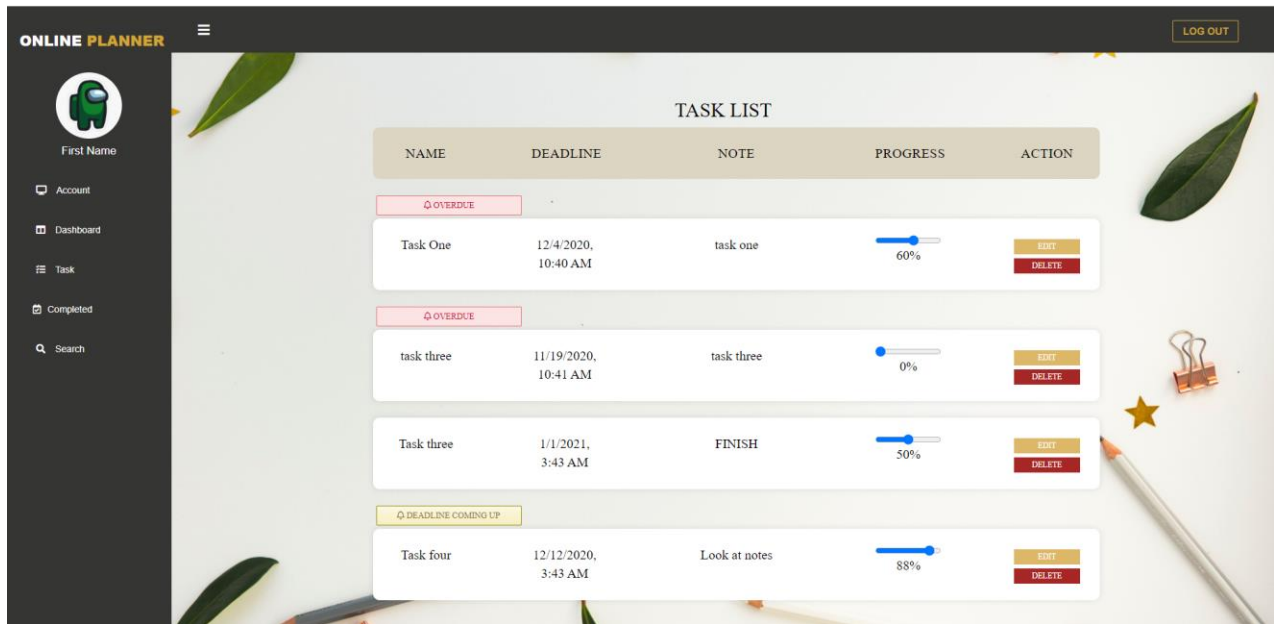 ONLINE PLANNER
LOG OUT
First Name
Account
Dashboard
Task
Completed
Search
TASK LIST
NAME DEADLINE NOTE PROGRESS ACTION
OVERDUE
Task One 12/4/2020, task one
10:40 AM 60%
EDIT
DELETE
OVERDUE
task three 11/19/2020, task three
10:41 AM 0%
EDIT
DELETE
Task three 1/1/2021, FINISH
3:43 AM 50%
EDIT
DELETE
DEADLINE COMING UP
Task four 12/12/2020, Look at notes
3:43 AM 88%
EDIT
DELETE